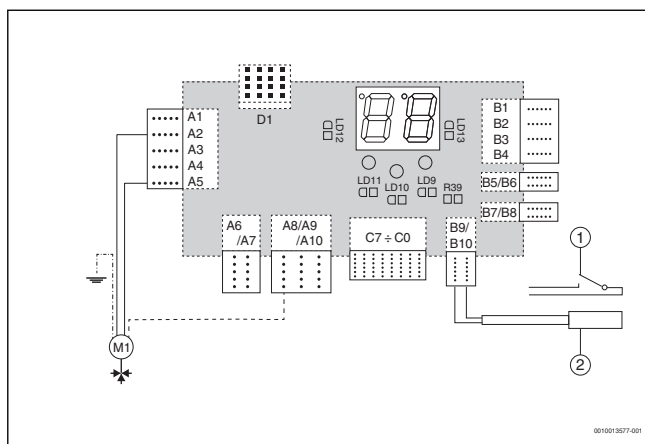 D1
A1
A2
A3
A4
A5
LD12
LD13
B1
B2
B3
B4
LD11
LD10
LD9
R39
B5/B6
B7/B8
A6
/A7
A8/A9
/A10
C7 ÷ C0
B9/
B10
1
M1
2
0010013577-001